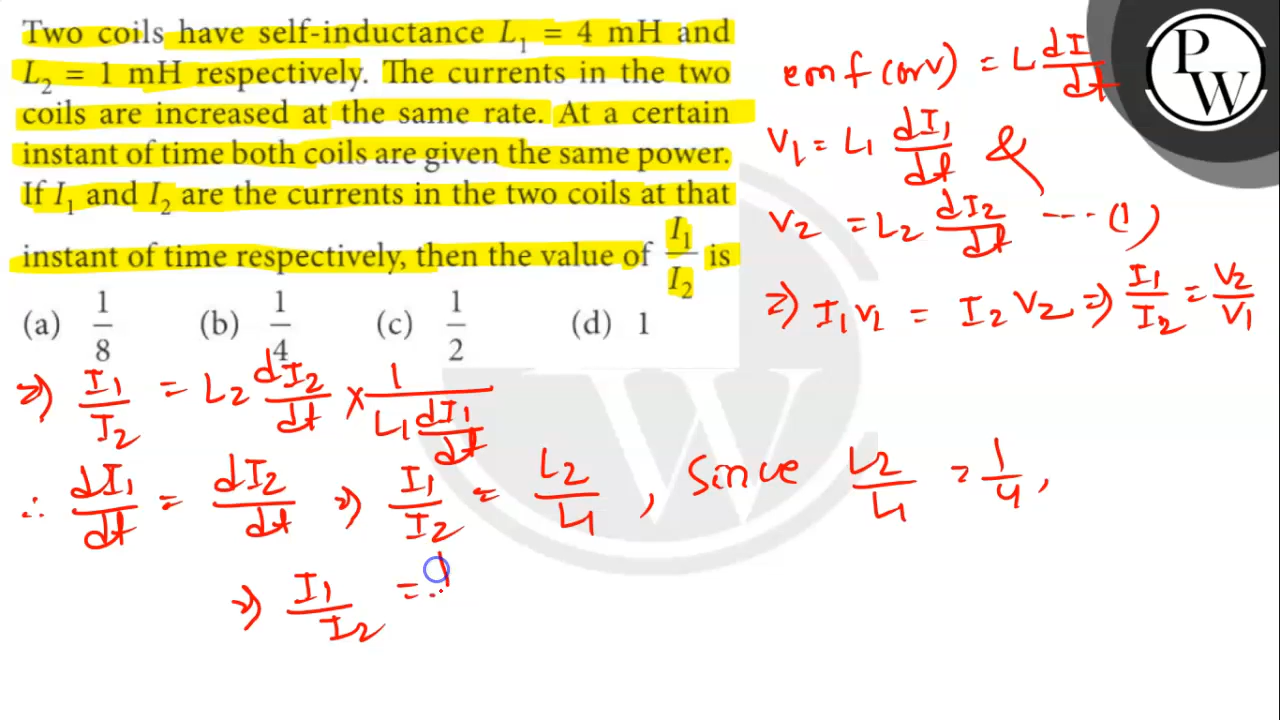 Two coils have self-inductance L₁ = 4 mH and
L₂ = 1 mH respectively. The currents in the two
coils are increased at the same rate. At a certain
instant of time both coils are given the same power.
If I₁ and I₂ are the currents in the two coils at that
instant of time respectively, then the value of I₁/I₂ is
(a) 1/8 (b) 1/4 (c) 1/2 (d) 1
PW
emf (or V) = L dI/dt
V₁ = L₁ dI₁/dt &
V₂ = L₂ dI₂/dt --- (1)
⇒ I₁V₁ = I₂V₂ ⇒ I₁/I₂ = V₂/V₁
⇒ I₁/I₂ = L₂ dI₂/dt × 1/(L₁ dI₁/dt)
∴ dI₁/dt = dI₂/dt ⇒ I₁/I₂ = L₂/L₁, Since L₂/L₁ = 1/4,
⇒ I₁/I₂ = 1